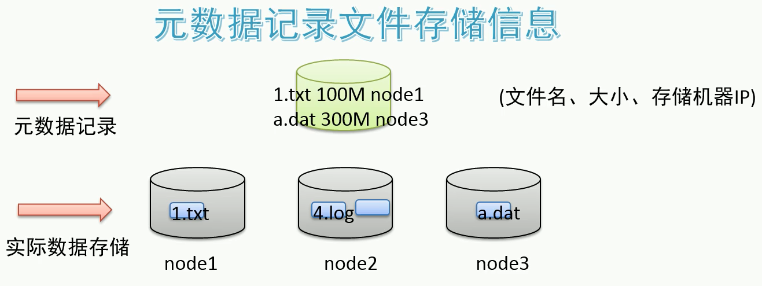 元数据记录文件存储信息
1.txt 100M node1
(文件名、大小、存储机器IP)
元数据记录
a.dat 300M node3
1.txt
4.log
a.dat
实际数据存储
node1
node2
node3